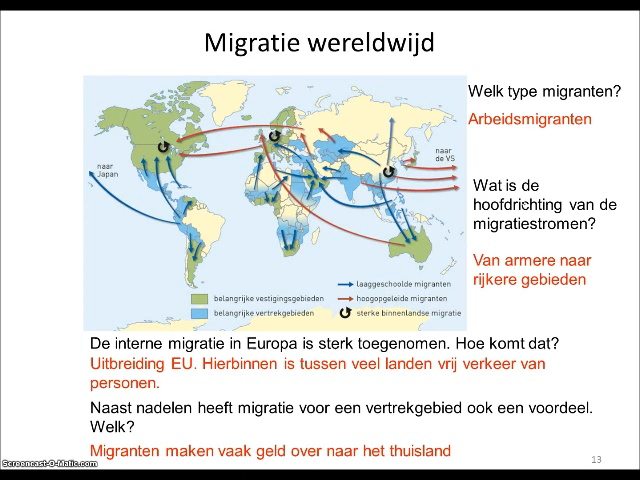 Migratie wereldwijd
Welk type migranten?
Arbeidsmigranten
naar
de VS
naar
Japan
Wat is de
hoofdrichting van de
migratiestromen?
Van armere naar
rijkere gebieden
laaggeschoolde migranten
belangrijke vestigingsgebieden
hoogopgeleide migranten
belangrijke vertrekgebieden
sterke binnenlandse migratie
De interne migratie in Europa is sterk toegenomen. Hoe komt dat?
Uitbreiding EU. Hierbinnen is tussen veel landen vrij verkeer van
personen.
Naast nadelen heeft migratie voor een vertrekgebied ook een voordeel.
Welk?
Migranten maken vaak geld over naar het thuisland
13
Screencast-O-Matic.com